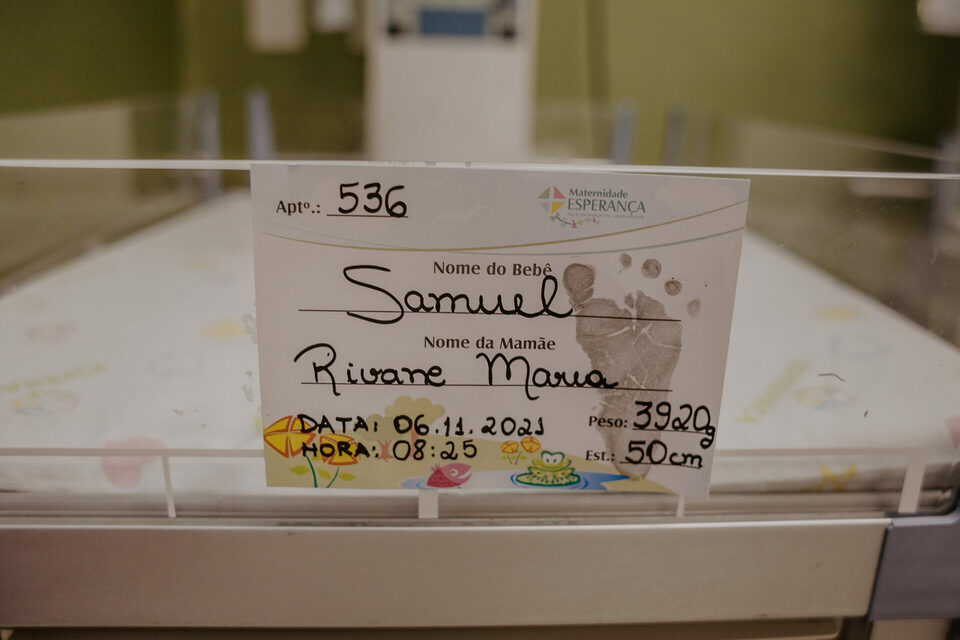 Aptº.: 536
Maternidade
ESPERANÇA
Nome do Bebê
Samuel
Nome da Mamãe
Rivane Maria
DATA: 06.11.2021
Peso: 3920g
HORA: 08:25
Est.: 50cm